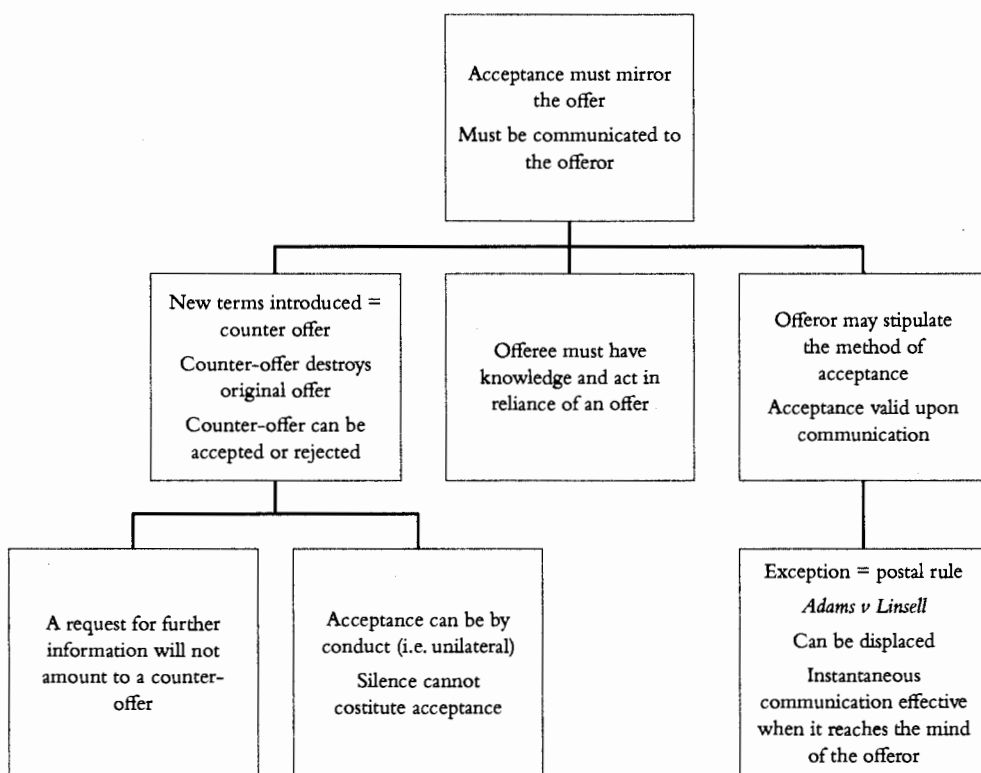 Acceptance must mirror
the offer
Must be communicated to
the offeror
New terms introduced =
counter offer
Counter-offer destroys
original offer
Counter-offer can be
accepted or rejected
Offeree must have
knowledge and act in
reliance of an offer
Offeror may stipulate
the method of
acceptance
Acceptance valid upon
communication
A request for further
information will not
amount to a counter-
offer
Acceptance can be by
conduct (i.e. unilateral)
Silence cannot
costitute acceptance
Exception = postal rule
Adams v Linsell
Can be displaced
Instantaneous
communication effective
when it reaches the mind
of the offeror